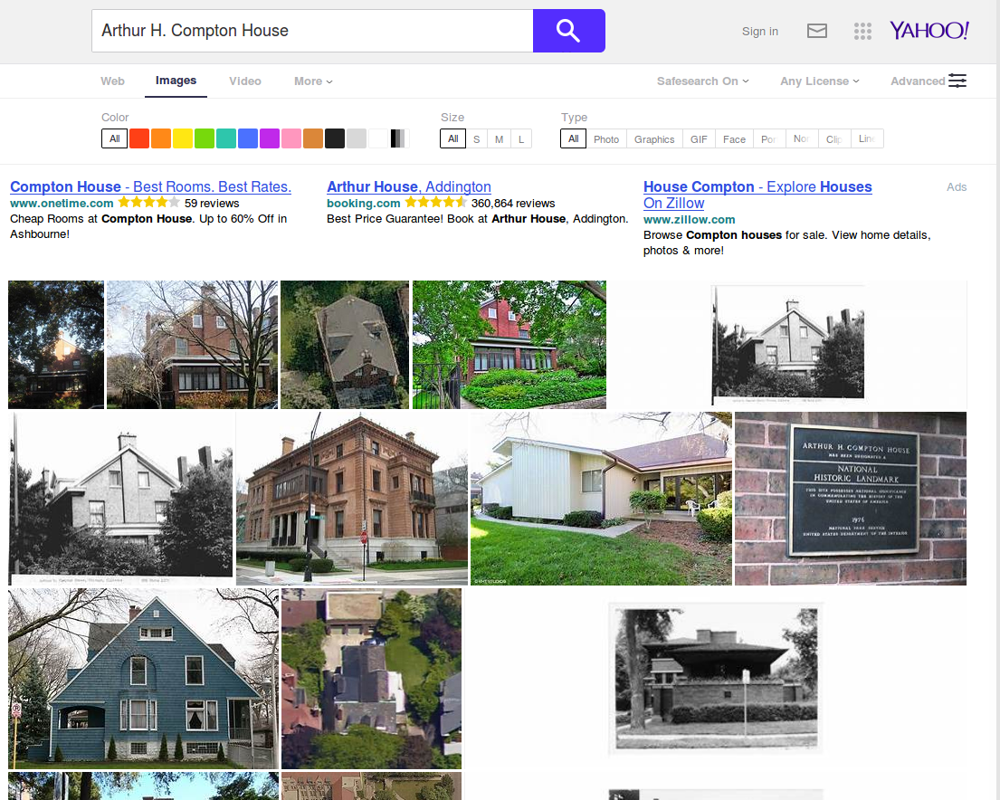 Arthur H. Compton House
Sign in
YAHOO!
Web
Images
Video
More
Safesearch On
Any License
Advanced
Color
Size
Type
All
All
S
M
L
All
Photo
Graphics
GIF
Face
Por
Nor
Clip
Line
Compton House - Best Rooms. Best Rates.
www.onetime.com 59 reviews
Cheap Rooms at Compton House. Up to 60% Off in
Ashbourne!
Arthur House, Addington
booking.com 360,864 reviews
Best Price Guarantee! Book at Arthur House, Addington.
House Compton - Explore Houses
On Zillow
www.zillow.com
Browse Compton houses for sale. View home details,
photos & more!
Ads
ARTHUR H. COMPTON HOUSE
HAS BEEN DESIGNATED A
NATIONAL
HISTORIC LANDMARK
THIS SITE POSSESSES NATIONAL SIGNIFICANCE
IN COMMEMORATING THE HISTORY OF THE
UNITED STATES OF AMERICA
1976
NATIONAL PARK SERVICE
UNITED STATES DEPARTMENT OF THE INTERIOR